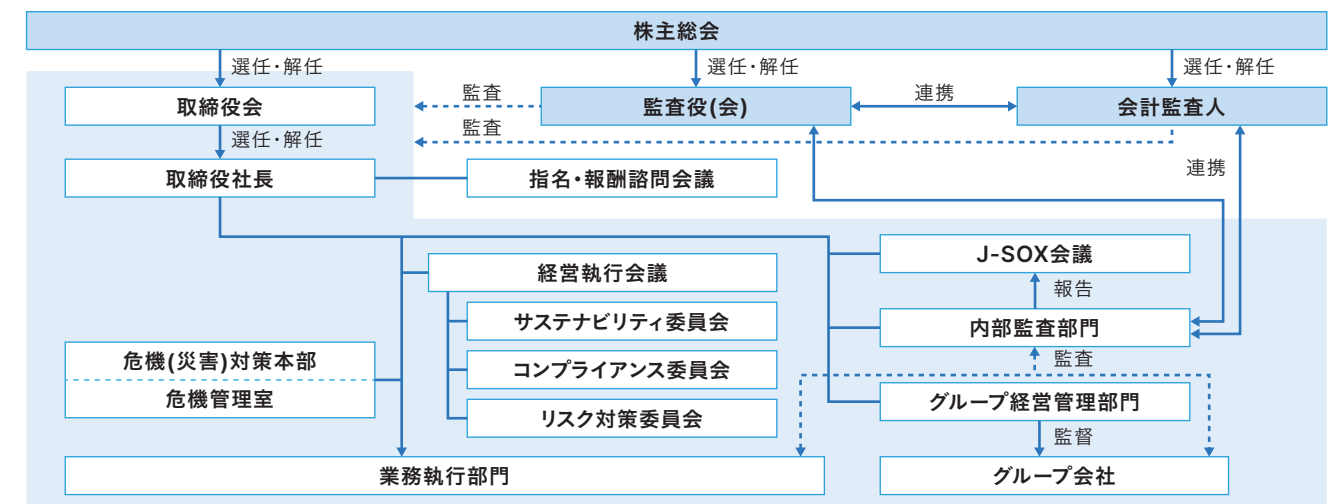 株主総会
選任・解任
選任・解任
選任・解任
取締役会
監査
監査役(会)
連携
会計監査人
選任・解任
監査
取締役社長
指名・報酬諮問会議
連携
J-SOX会議
経営執行会議
報告
サステナビリティ委員会
内部監査部門
危機(災害)対策本部
コンプライアンス委員会
監査
危機管理室
リスク対策委員会
グループ経営管理部門
監督
業務執行部門
グループ会社